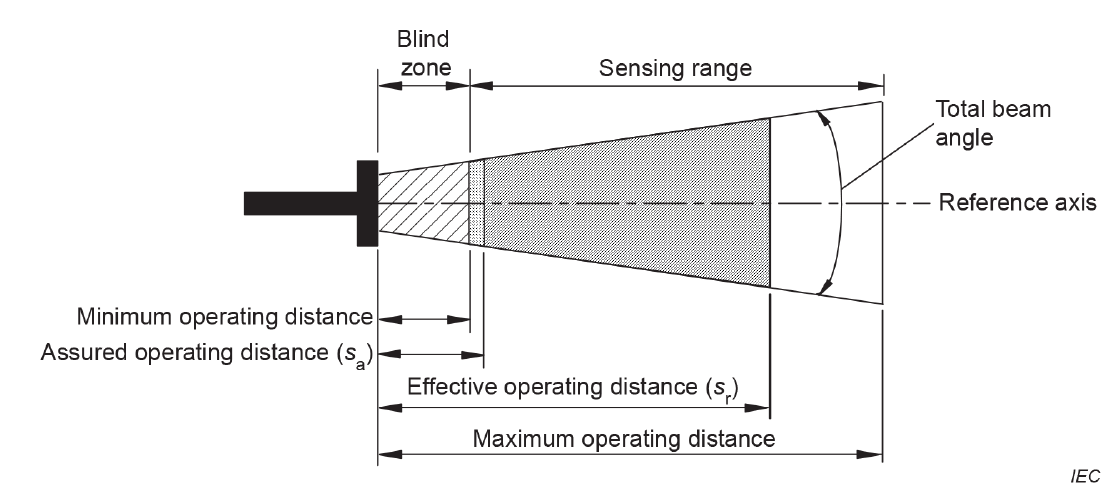 Blind
zone
Sensing range
Total beam
angle
Reference axis
Minimum operating distance
Assured operating distance (sa)
Effective operating distance (sr)
Maximum operating distance
IEC